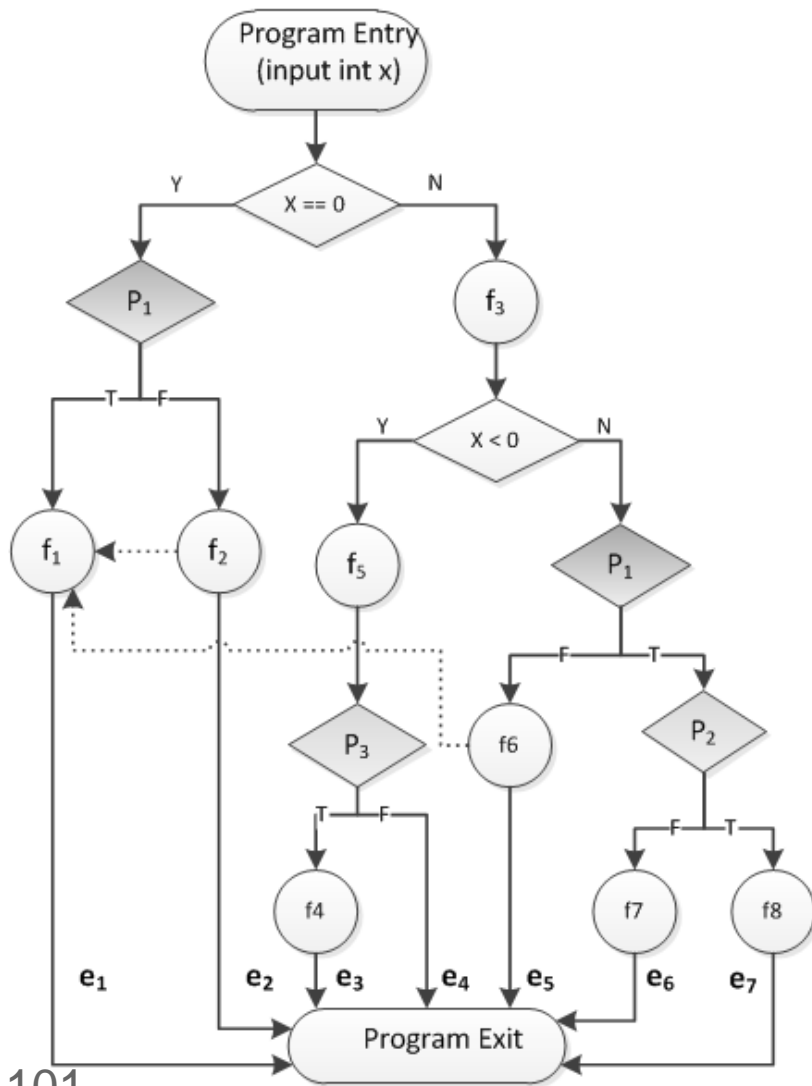 Program Entry
(input int x)
Y
X == 0
N
P₁
f₃
T F
Y
X < 0
N
f₁
f₂
f₅
P₁
F T
P₃
f6
P₂
T F
F T
f4
f7
f8
e₁
e₂
e₃
e₄
e₅
e₆
e₇
Program Exit
101